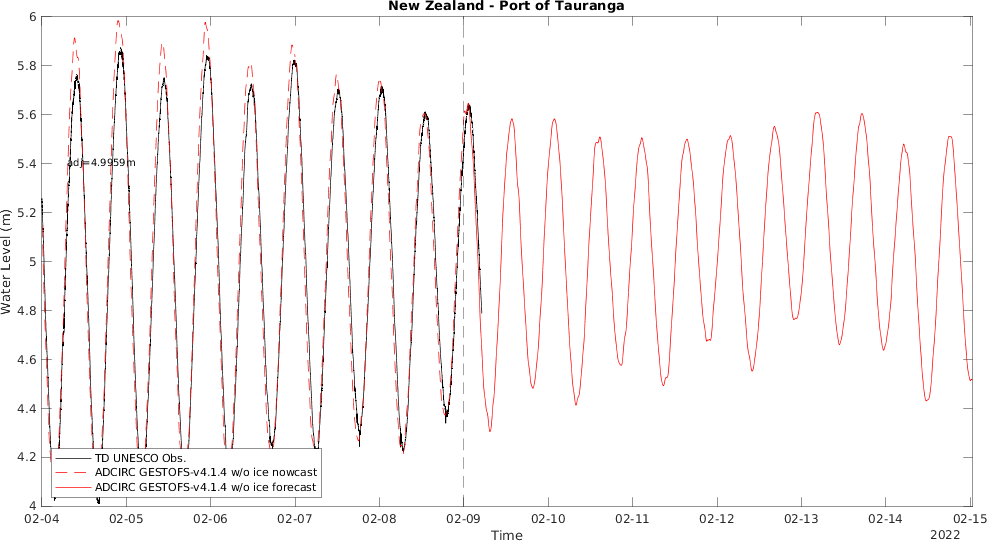 New Zealand - Port of Tauranga
Water Level (m)
6
5.8
5.6
5.4
5.2
5
4.8
4.6
4.4
4.2
4
adj=4.9959m
TD UNESCO Obs.
ADCIRC GESTOFS-v4.1.4 w/o ice nowcast
ADCIRC GESTOFS-v4.1.4 w/o ice forecast
02-04 02-05 02-06 02-07 02-08 02-09 02-10 02-11 02-12 02-13 02-14 02-15
Time
2022